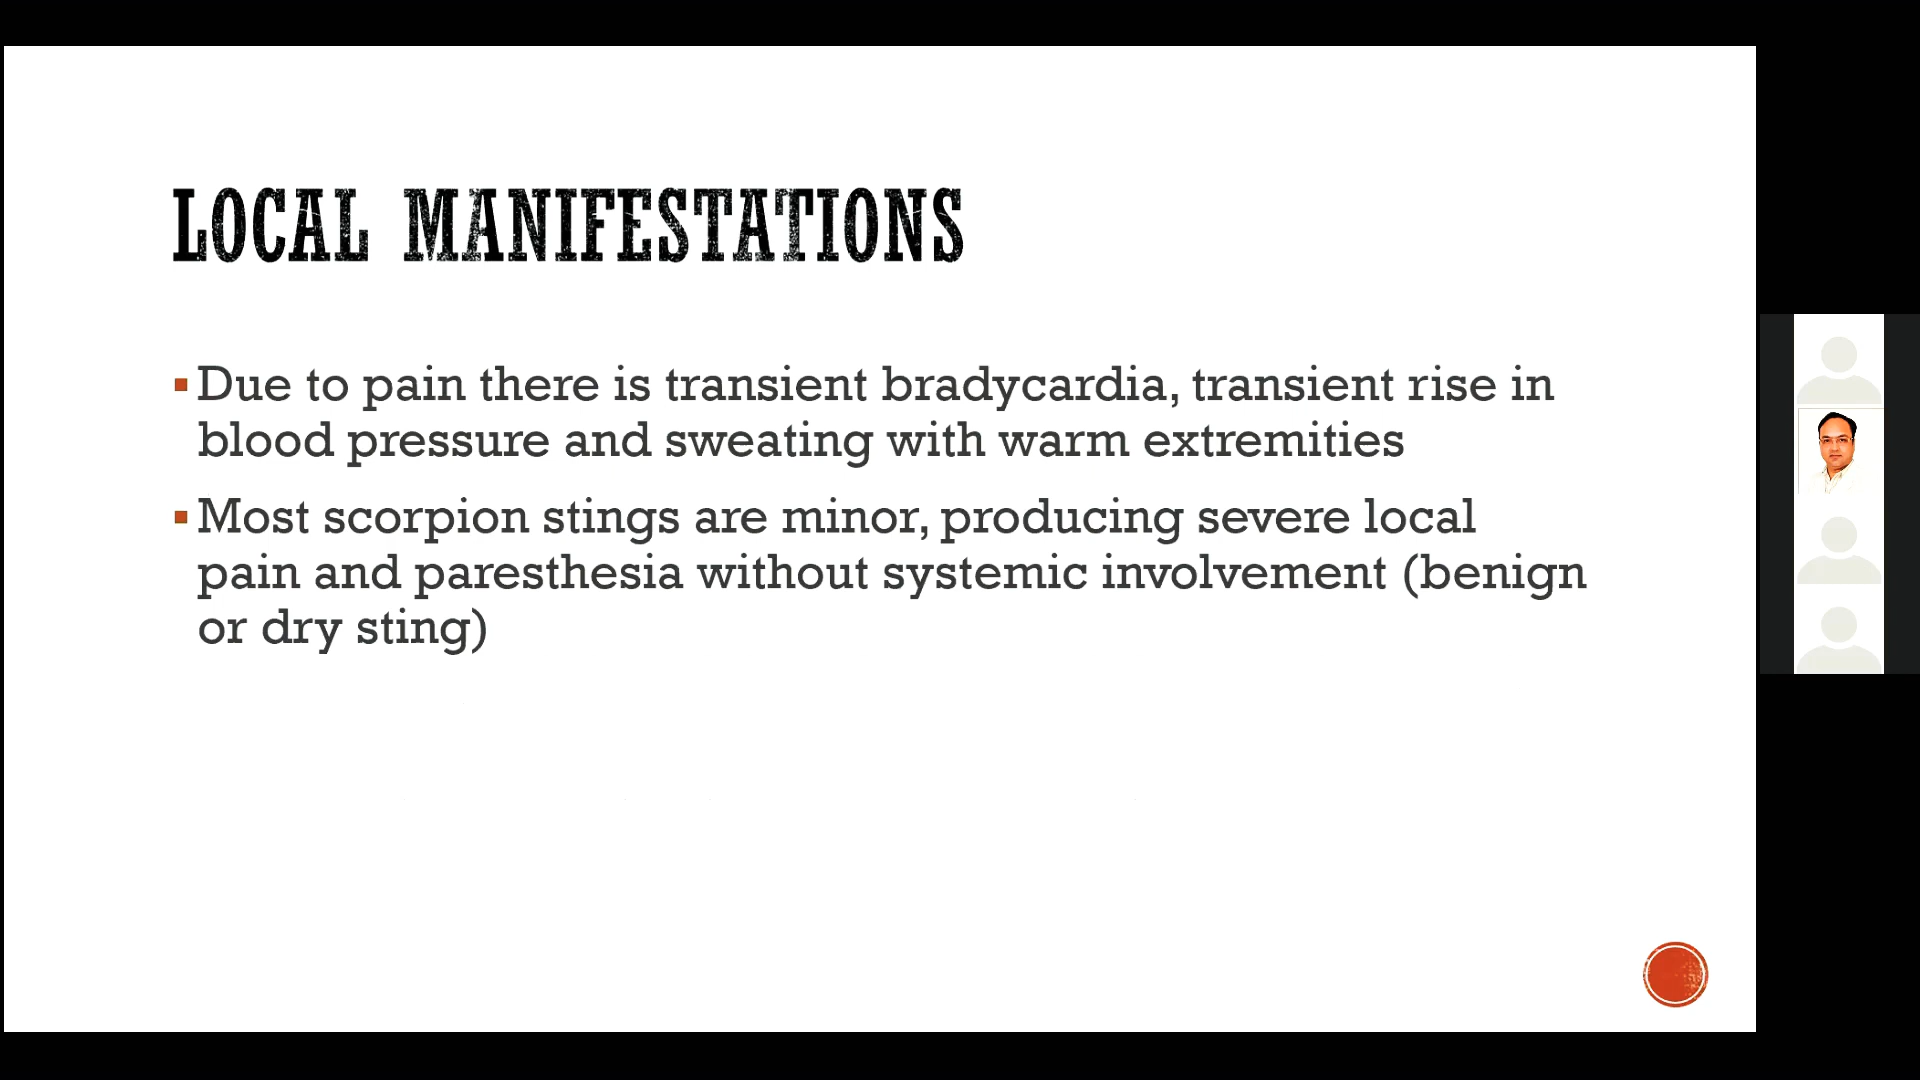 LOCAL MANIFESTATIONS
▪ Due to pain there is transient bradycardia, transient rise in
blood pressure and sweating with warm extremities
▪ Most scorpion stings are minor, producing severe local
pain and paresthesia without systemic involvement (benign
or dry sting)